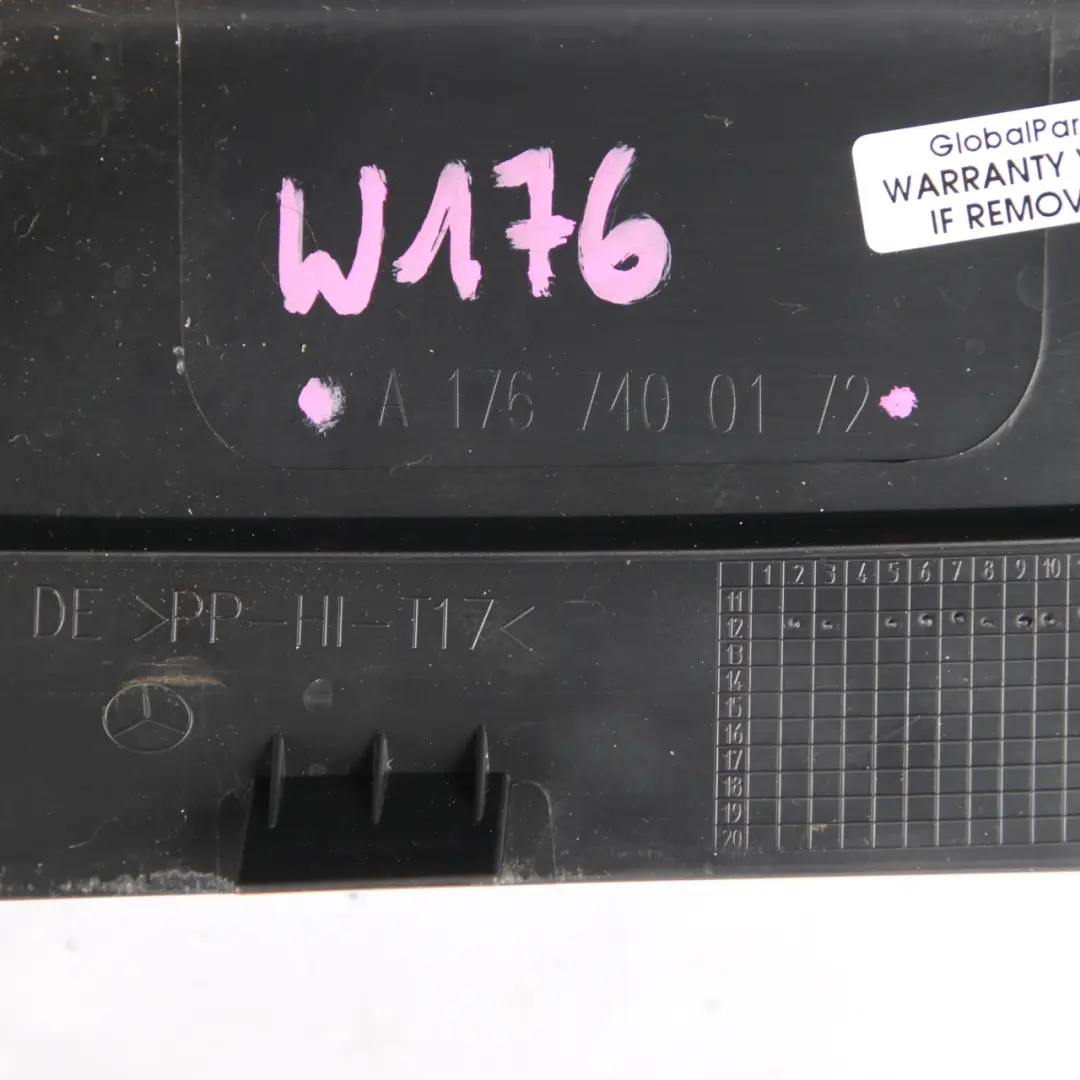 W176
GlobalPar
WARRANTY V
IF REMOV
A 176 740 01 72
DE >PP-HI-T17<
1 2 3 4 5 6 7 8 9 10
11
12
13
14
15
16
17
18
19
20